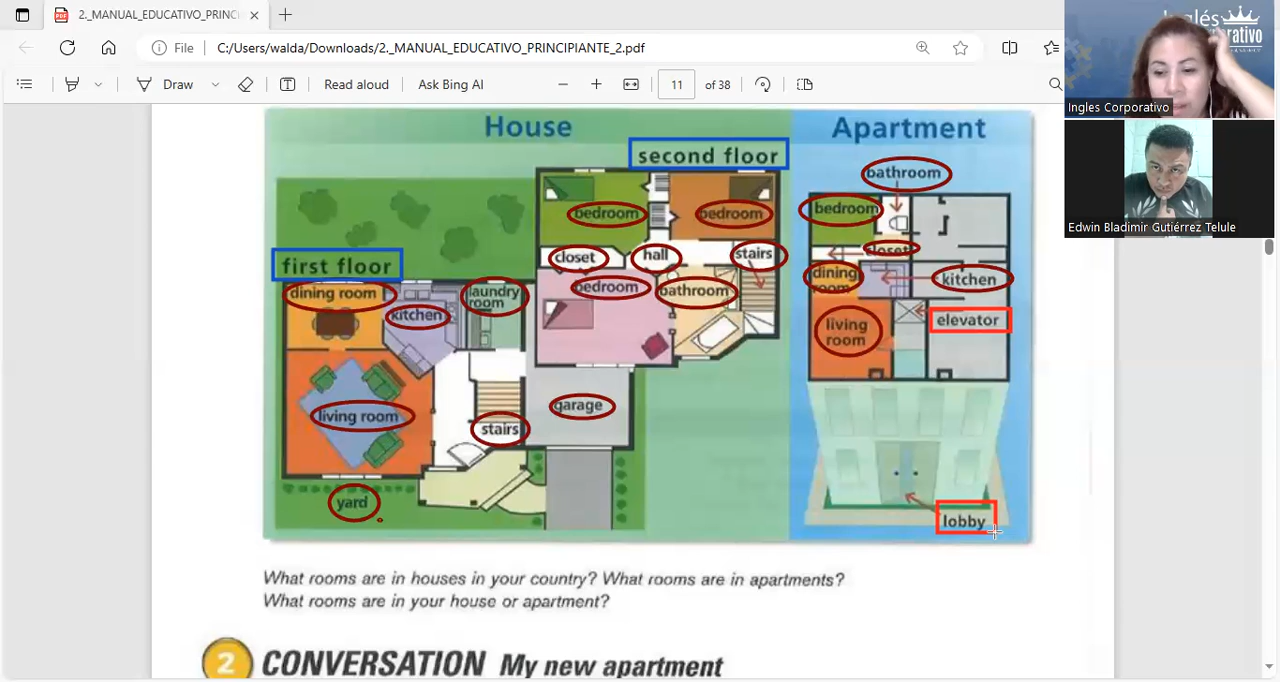 2._MANUAL_EDUCATIVO_PRINCI
File
C:/Users/walda/Downloads/2._MANUAL_EDUCATIVO_PRINCIPIANTE_2.pdf
Draw
Read aloud
Ask Bing AI
11
of 38
Inglés
Corporativo
Ingles Corporativo
Edwin Bladimir Gutiérrez Telule
House
Apartment
second floor
bathroom
bedroom
bedroom
bedroom
closet
hall
stairs
closet
first floor
dining room
kitchen
laundry
room
bedroom
bathroom
dining
room
kitchen
living
room
elevator
living room
stairs
garage
yard
lobby
What rooms are in houses in your country? What rooms are in apartments?
What rooms are in your house or apartment?
2 CONVERSATION My new apartment